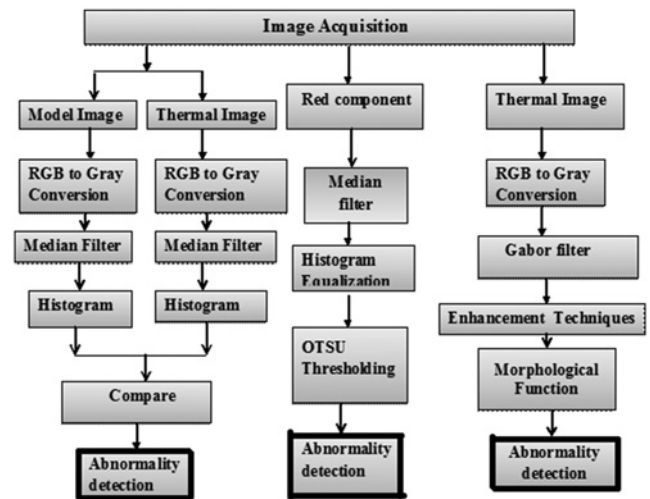 Image Acquisition
Model Image
RGB to Gray
Conversion
Median Filter
Histogram
Thermal Image
RGB to Gray
Conversion
Median Filter
Histogram
Compare
Abnormality
detection
Red component
Median
filter
Histogram
Equalization
OTSU
Thresholding
Abnormality
detection
Thermal Image
RGB to Gray
Conversion
Gabor filter
Enhancement Techniques
Morphological
Function
Abnormality
detection